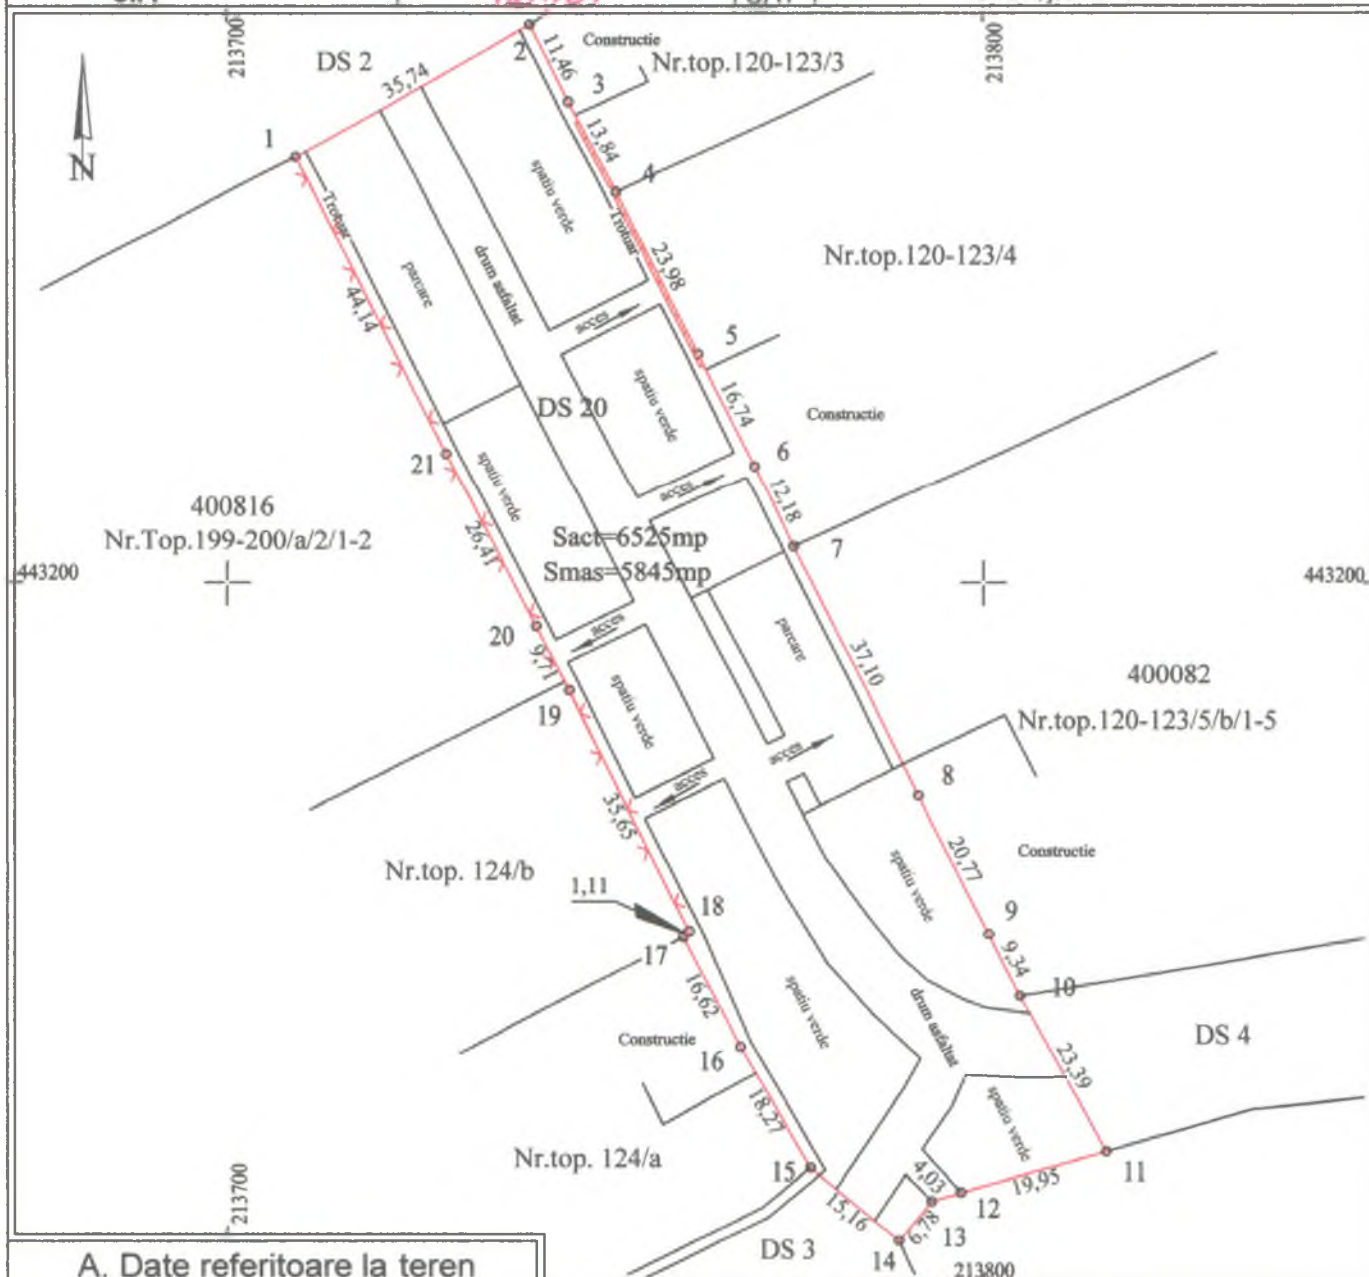 213700
213800
DS 2
35,74
2
11,46
Constructie
3
Nr.top.120-123/3
13,84
1
N
4
spatiu verde
Trotuar
Trotuar
23,98
Nr.top.120-123/4
parcare
drum asfaltat
44,14
acces
5
spatiu verde
16,74
DS 20
Constructie
21
spatiu verde
6
acces
12,18
400816
Nr.Top.199-200/a/2/1-2
26,41
Sact=6525mp
Smas=5845mp
7
443200
443200
20
acces
9,71
parcare
37,10
19
spatiu verde
400082
Nr.top.120-123/5/b/1-5
acces
acces
8
35,65
20,77
Constructie
Nr.top. 124/b
1,11
spatiu verde
18
9
17
9,34
10
16,62
spatiu verde
drum asfaltat
Constructie
16
DS 4
23,39
18,27
spatiu verde
Nr.top. 124/a
15
11
4,03
19,95
12
15,16
6,78
13
213700
DS 3
14
213800
A. Date referitoare la teren